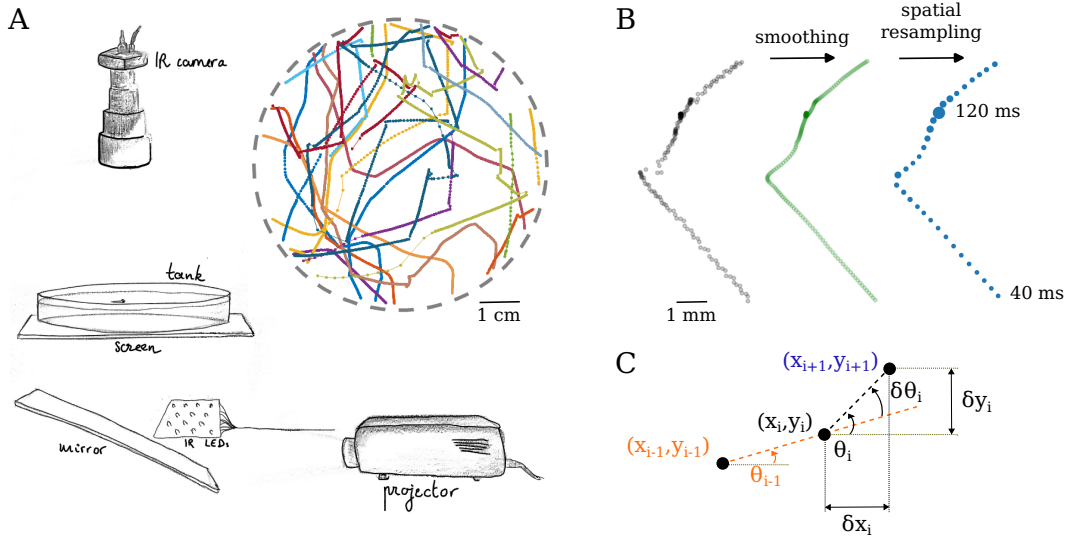 A
IR camera
1 cm
tank
screen
mirror
IR LEDs
projector
B
smoothing
spatial
resampling
120 ms
40 ms
1 mm
C
(xᵢ₊₁,yᵢ₊₁)
δθᵢ
δyᵢ
(xᵢ,yᵢ)
(xᵢ₋₁,yᵢ₋₁)
θᵢ
θᵢ₋₁
δxᵢ